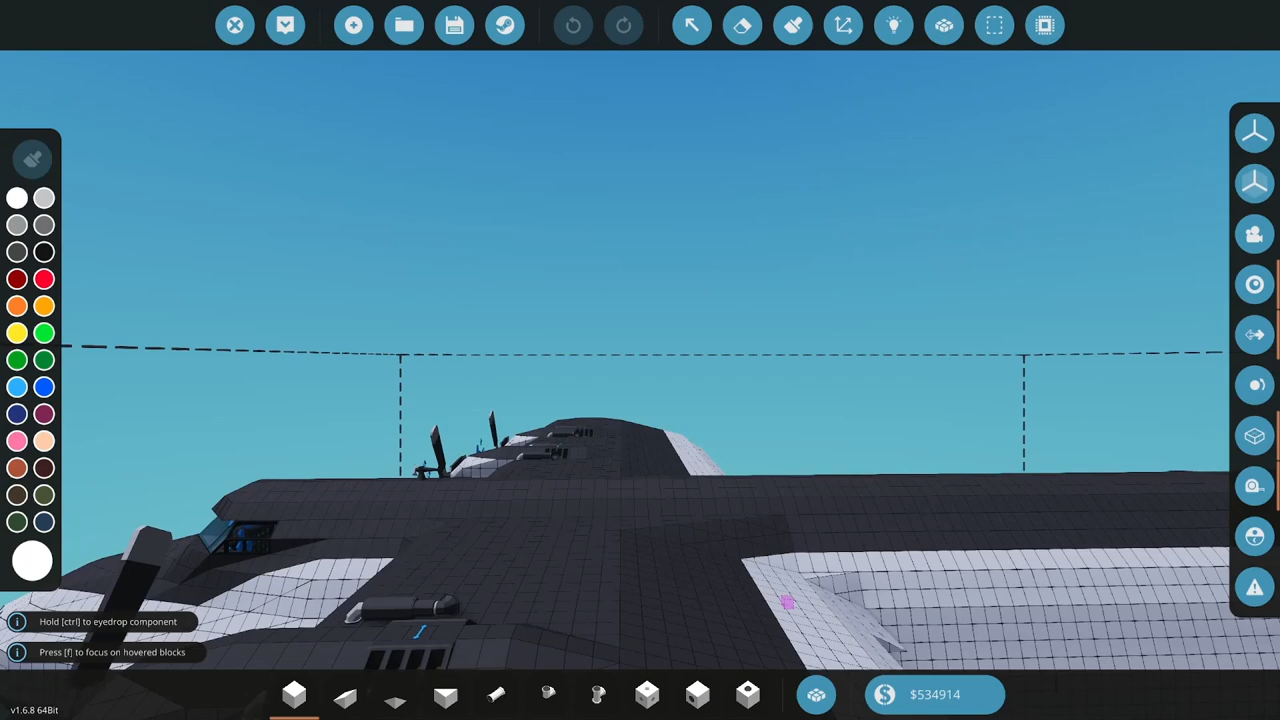 Hold [ctrl] to eyedrop component
Press [f] to focus on hovered blocks
$534914
v1.6.8 64Bit